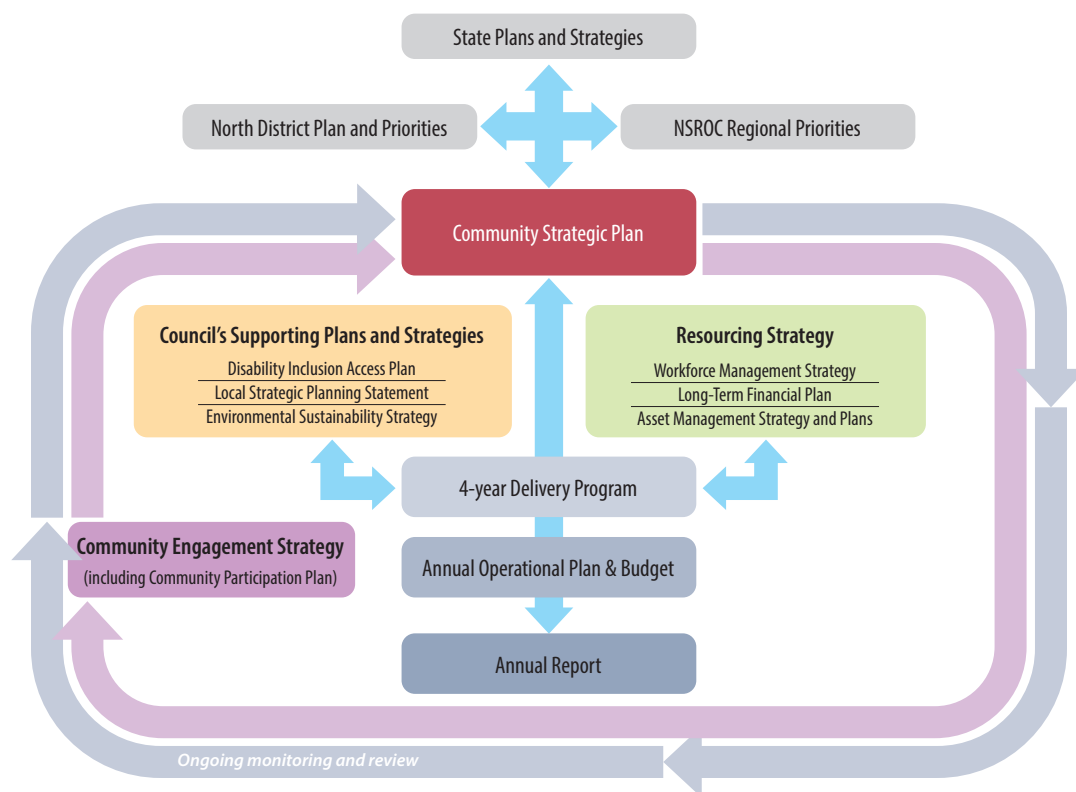 State Plans and Strategies
North District Plan and Priorities
NSROC Regional Priorities
Community Strategic Plan
Council’s Supporting Plans and Strategies
Disability Inclusion Access Plan
Local Strategic Planning Statement
Environmental Sustainability Strategy
Resourcing Strategy
Workforce Management Strategy
Long-Term Financial Plan
Asset Management Strategy and Plans
4-year Delivery Program
Community Engagement Strategy
(including Community Participation Plan)
Annual Operational Plan & Budget
Annual Report
Ongoing monitoring and review